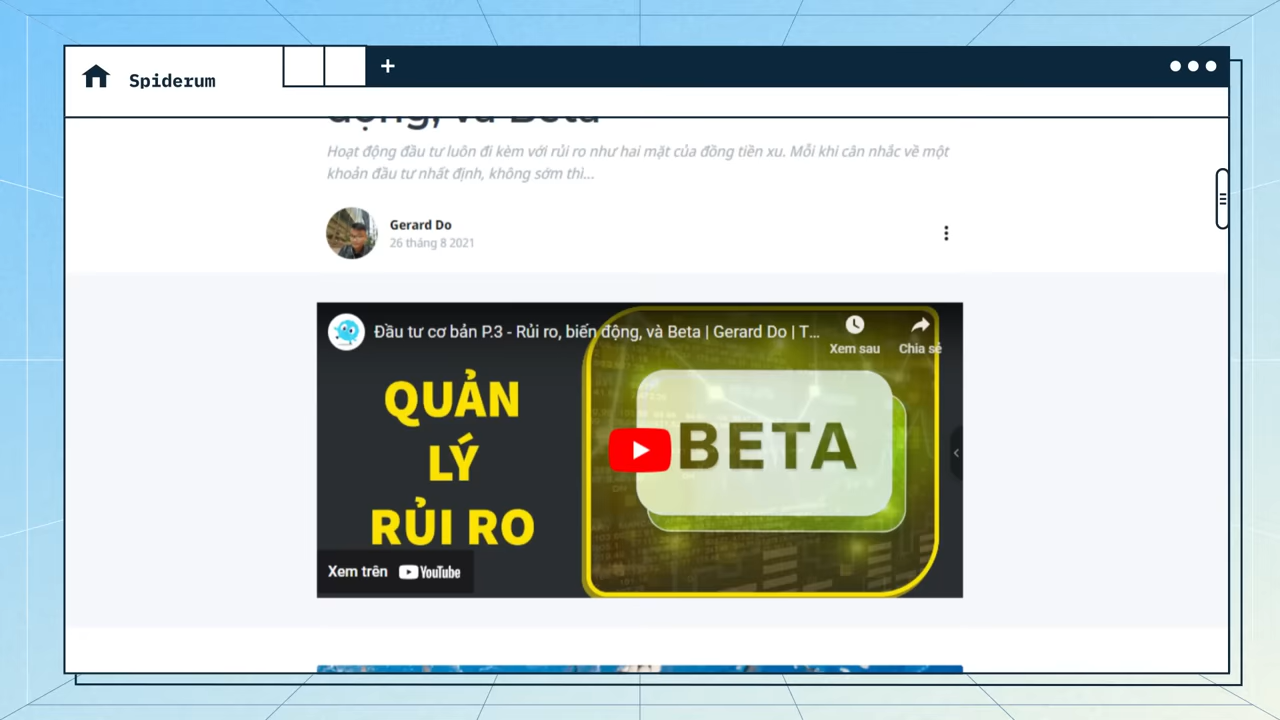 Spiderum
động, và Beta
Hoạt động đầu tư luôn đi kèm với rủi ro như hai mặt của đồng tiền xu. Mỗi khi cân nhắc về một
khoản đầu tư nhất định, không sớm thì...
Gerard Do
26 tháng 8 2021
Đầu tư cơ bản P.3 - Rủi ro, biến động, và Beta | Gerard Do | T...
Xem sau
Chia sẻ
QUẢN
LÝ
RỦI RO
BETA
Xem trên YouTube